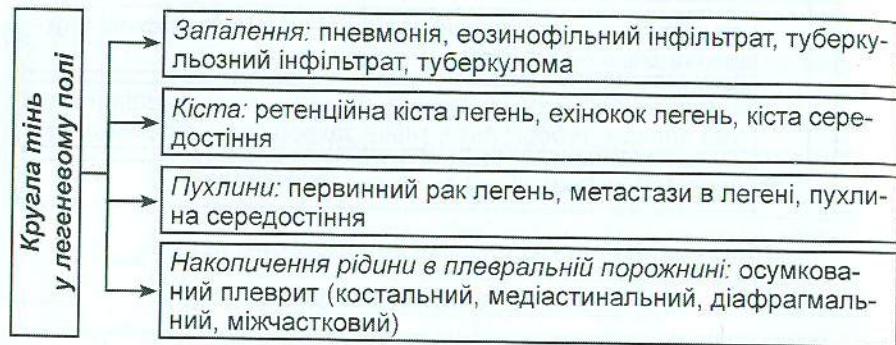 Кругла тінь
у легеневому полі
Запалення: пневмонія, еозинофільний інфільтрат, туберку-
льозний інфільтрат, туберкулома
Кіста: ретенційна кіста легень, ехінокок легень, кіста сере-
достіння
Пухлини: первинний рак легень, метастази в легені, пухли-
на середостіння
Накопичення рідини в плевральній порожнині: осумкова-
ний плеврит (костальний, медіастинальний, діафрагмаль-
ний, міжчастковий)